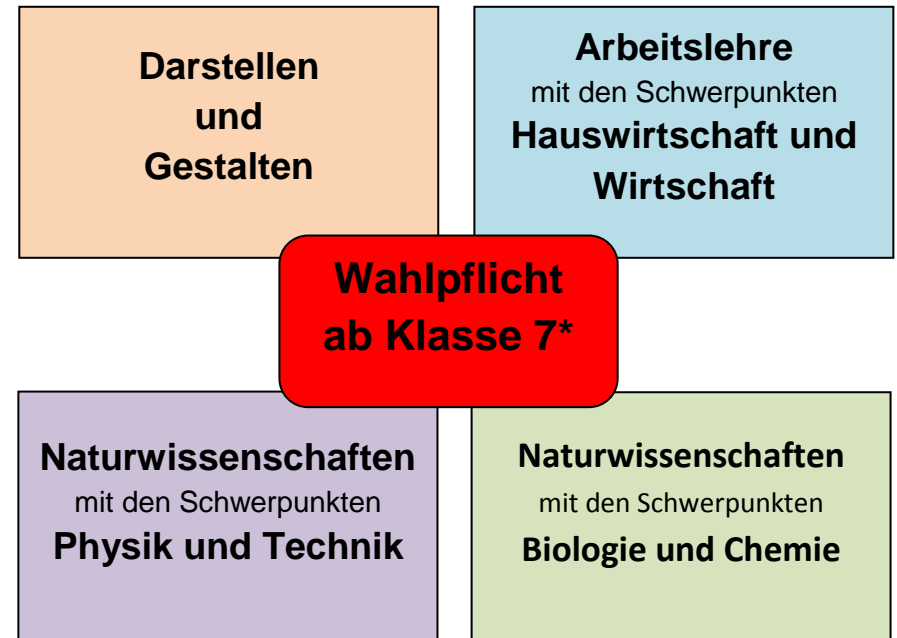 Darstellen
und
Gestalten
Arbeitslehre
mit den Schwerpunkten
Hauswirtschaft und
Wirtschaft
Wahlpflicht
ab Klasse 7*
Naturwissenschaften
mit den Schwerpunkten
Physik und Technik
Naturwissenschaften
mit den Schwerpunkten
Biologie und Chemie